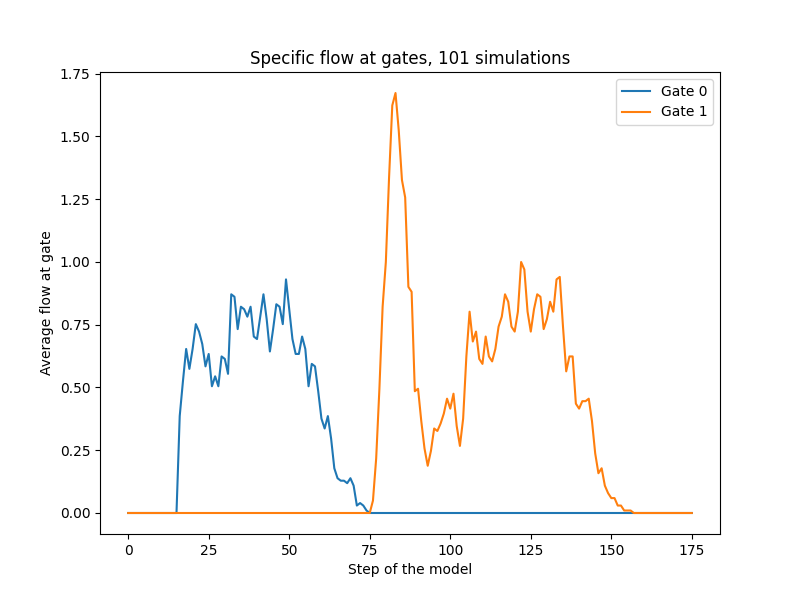 Specific flow at gates, 101 simulations
Gate 0
Gate 1
Average flow at gate
1.75
1.50
1.25
1.00
0.75
0.50
0.25
0.00
0 25 50 75 100 125 150 175
Step of the model